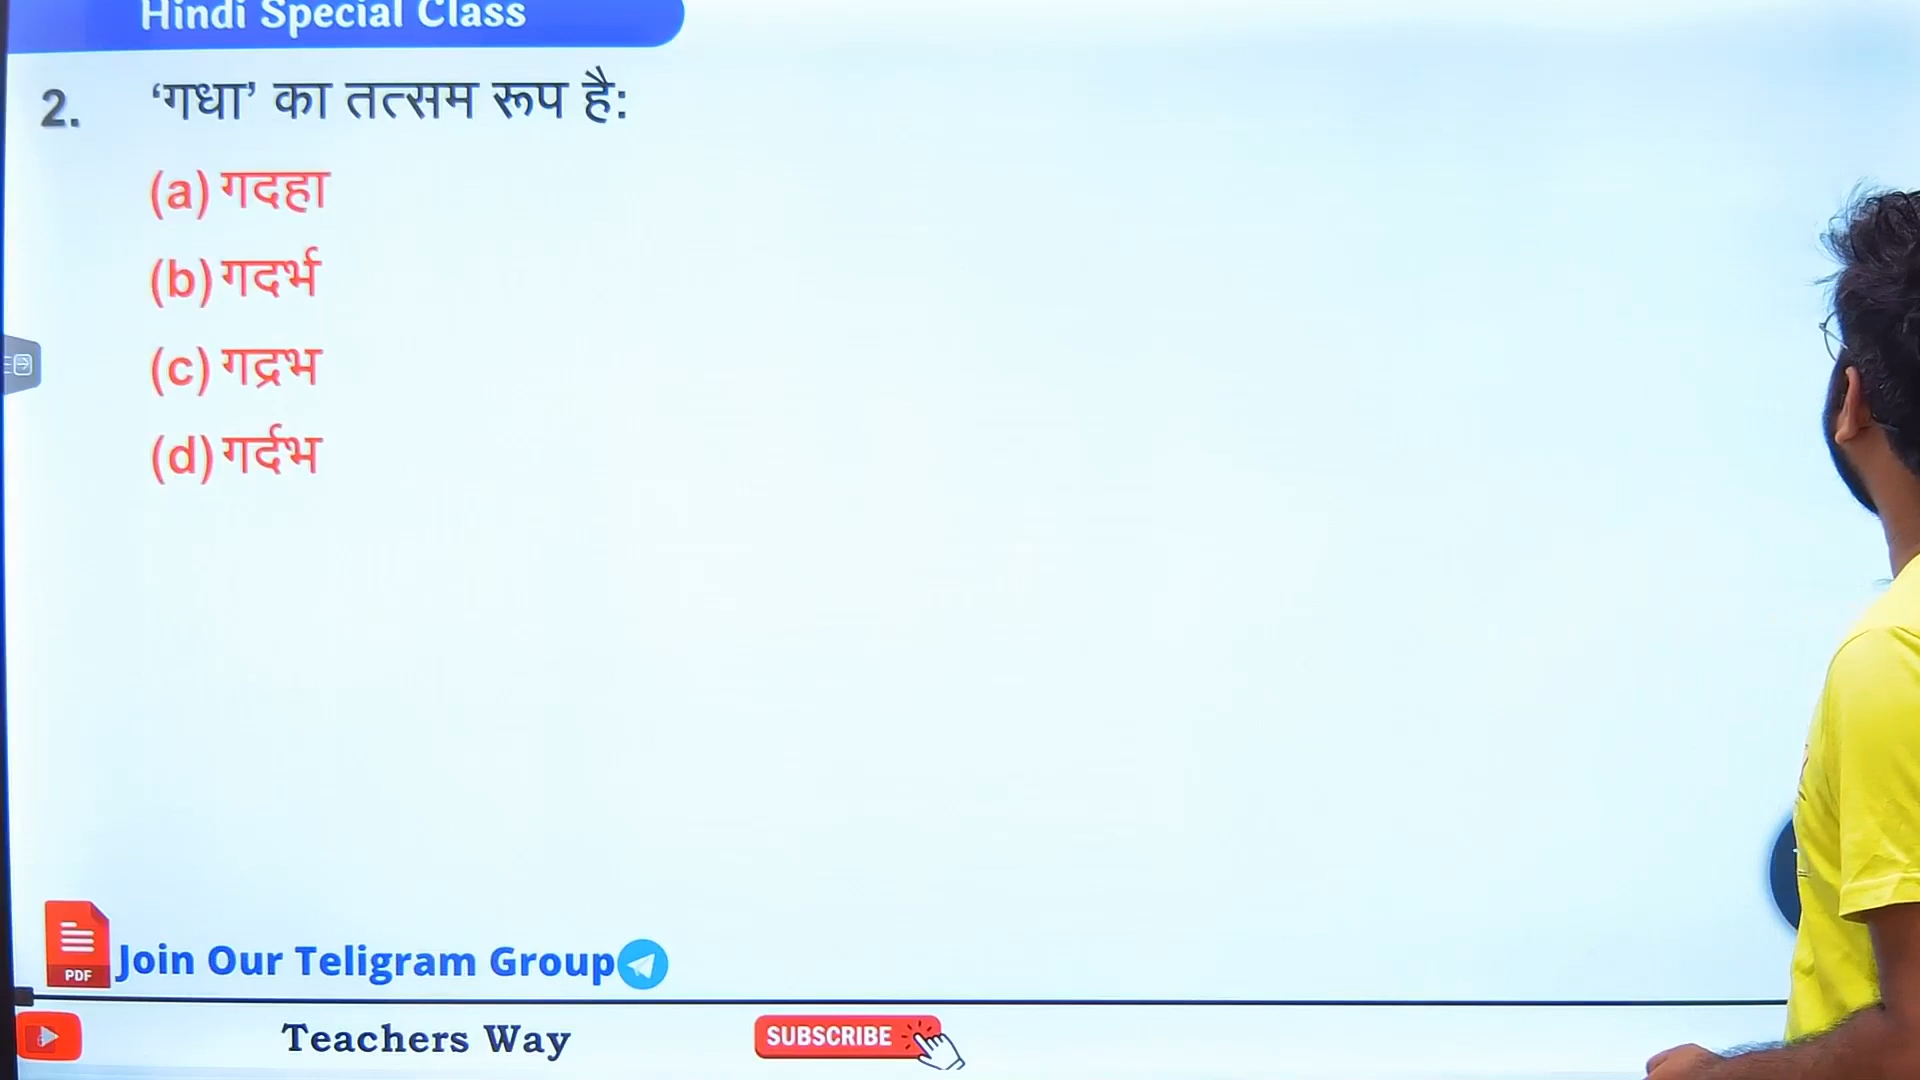 Hindi Special Class
2. ‘गधा’ का तत्सम रूप है:
(a) गदहा
(b) गदर्भ
(c) गद्रभ
(d) गर्दभ
PDF
Join Our Teligram Group
Teachers Way
SUBSCRIBE